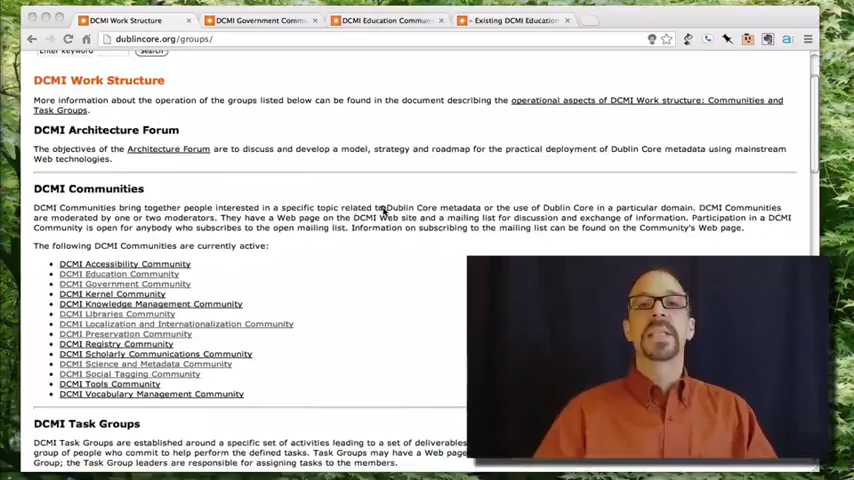 DCMI Work Structure
DCMI Government Comm
DCMI Education Communi
Existing DCMI Education
dublincore.org/groups/
Enter keyword
Search
DCMI Work Structure
More information about the operation of the groups listed below can be found in the document describing the operational aspects of DCMI Work structure: Communities and
Task Groups.
DCMI Architecture Forum
The objectives of the Architecture Forum are to discuss and develop a model, strategy and roadmap for the practical deployment of Dublin Core metadata using mainstream
Web technologies.
DCMI Communities
DCMI Communities bring together people interested in a specific topic related to Dublin Core metadata or the use of Dublin Core in a particular domain. DCMI Communities
are moderated by one or two moderators. They have a Web page on the DCMI Web site and a mailing list for discussion and exchange of information. Participation in a DCMI
Community is open for anybody who subscribes to the open mailing list. Information on subscribing to the mailing list can be found on the Community's Web page.
The following DCMI Communities are currently active:
DCMI Accessibility Community
DCMI Education Community
DCMI Government Community
DCMI Kernel Community
DCMI Knowledge Management Community
DCMI Libraries Community
DCMI Localization and Internationalization Community
DCMI Preservation Community
DCMI Registry Community
DCMI Scholarly Communications Community
DCMI Science and Metadata Community
DCMI Social Tagging Community
DCMI Tools Community
DCMI Vocabulary Management Community
DCMI Task Groups
DCMI Task Groups are established around a specific set of activities leading to a set of deliverables
group of people who commit to help perform the defined tasks. Task Groups may have a Web page
Group; the Task Group leaders are responsible for assigning tasks to the members.